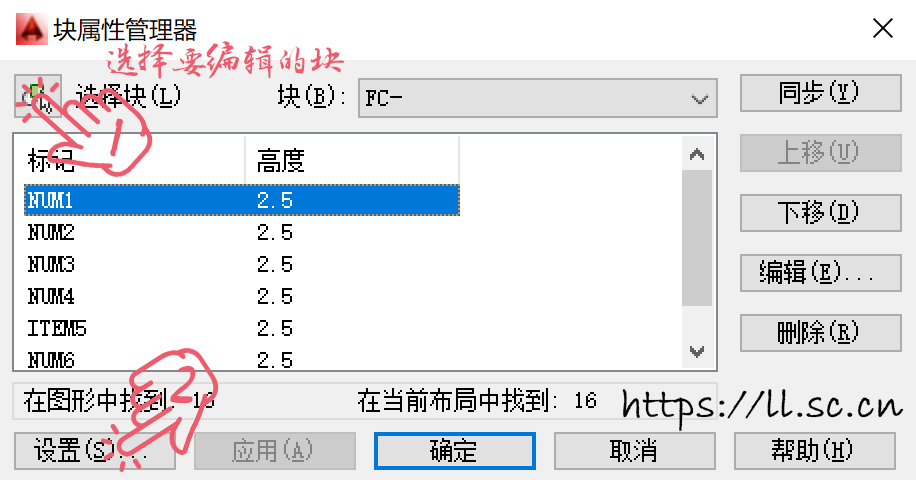 块属性管理器
选择要编辑的块
选择块(L) 块(B): FC- 同步(Y)
标记 高度 上移(U)
NUM1 2.5
NUM2 2.5 下移(D)
NUM3 2.5 编辑(E)...
NUM4 2.5
ITEM5 2.5 删除(R)
NUM6 2.5
1
2
在图形中找到: 16 在当前布局中找到: 16
https://ll.sc.cn
设置(S)... 应用(A) 确定 取消 帮助(H)